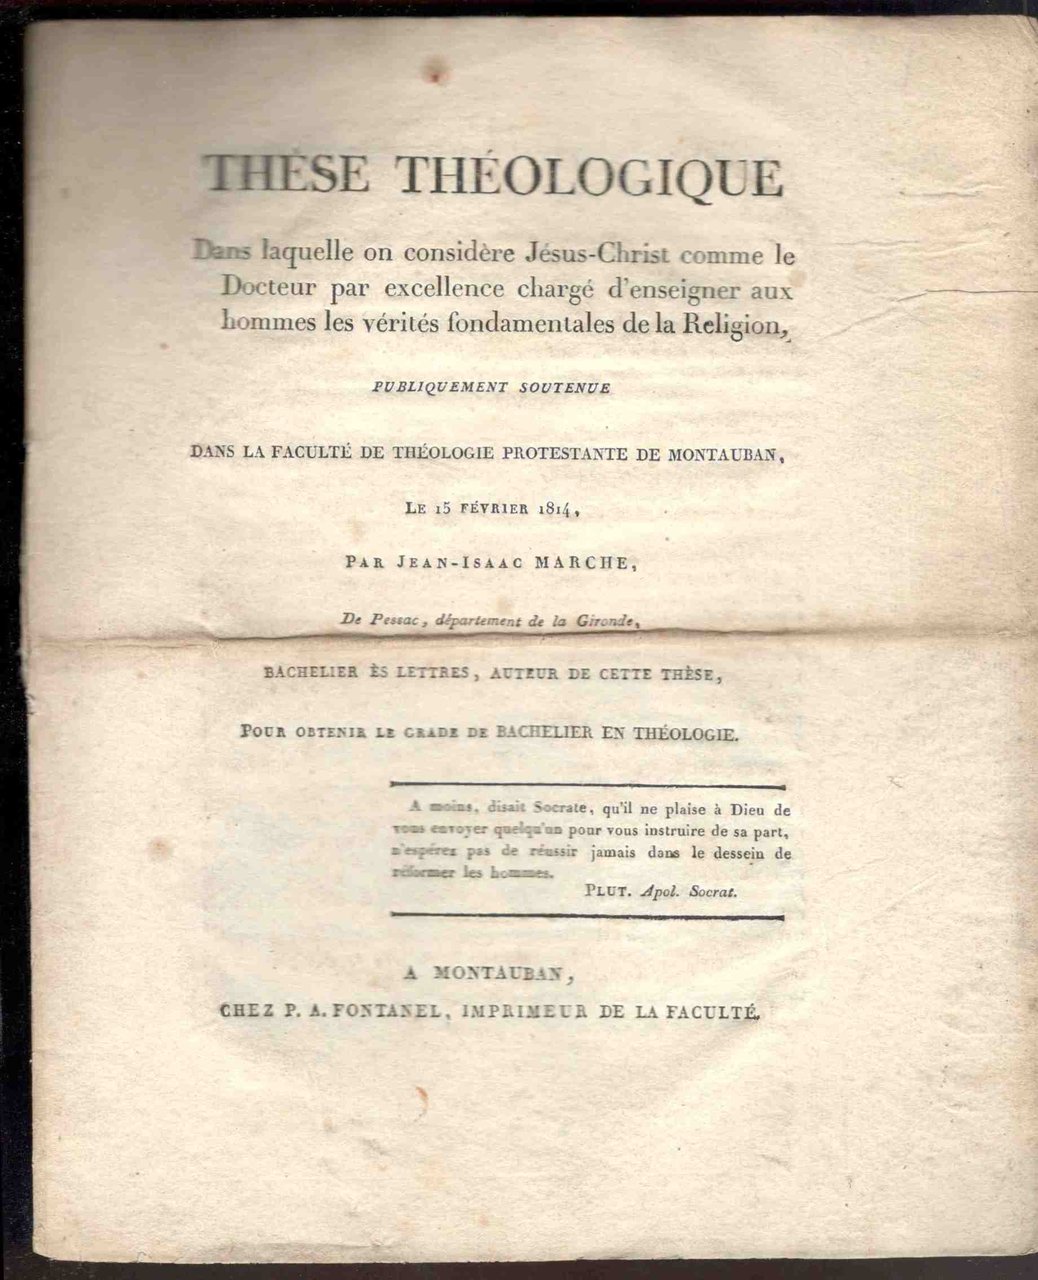 THÈSE THÉOLOGIQUE
Dans laquelle on considère Jésus-Christ comme le
Docteur par excellence chargé d'enseigner aux
hommes les vérités fondamentales de la Religion,
PUBLIQUEMENT SOUTENUE
DANS LA FACULTÉ DE THÉOLOGIE PROTESTANTE DE MONTAUBAN,
LE 15 FÉVRIER 1814,
PAR JEAN-ISAAC MARCHE,
De Pessac, département de la Gironde,
BACHELIER ÈS LETTRES, AUTEUR DE CETTE THÈSE,
POUR OBTENIR LE GRADE DE BACHELIER EN THÉOLOGIE.
A moins, disait Socrate, qu'il ne plaise à Dieu de
vous envoyer quelqu'un pour vous instruire de sa part,
n'espérez pas de réussir jamais dans le dessein de
réformer les hommes.
PLUT. Apol. Socrat.
A MONTAUBAN,
CHEZ P. A. FONTANEL, IMPRIMEUR DE LA FACULTÉ.